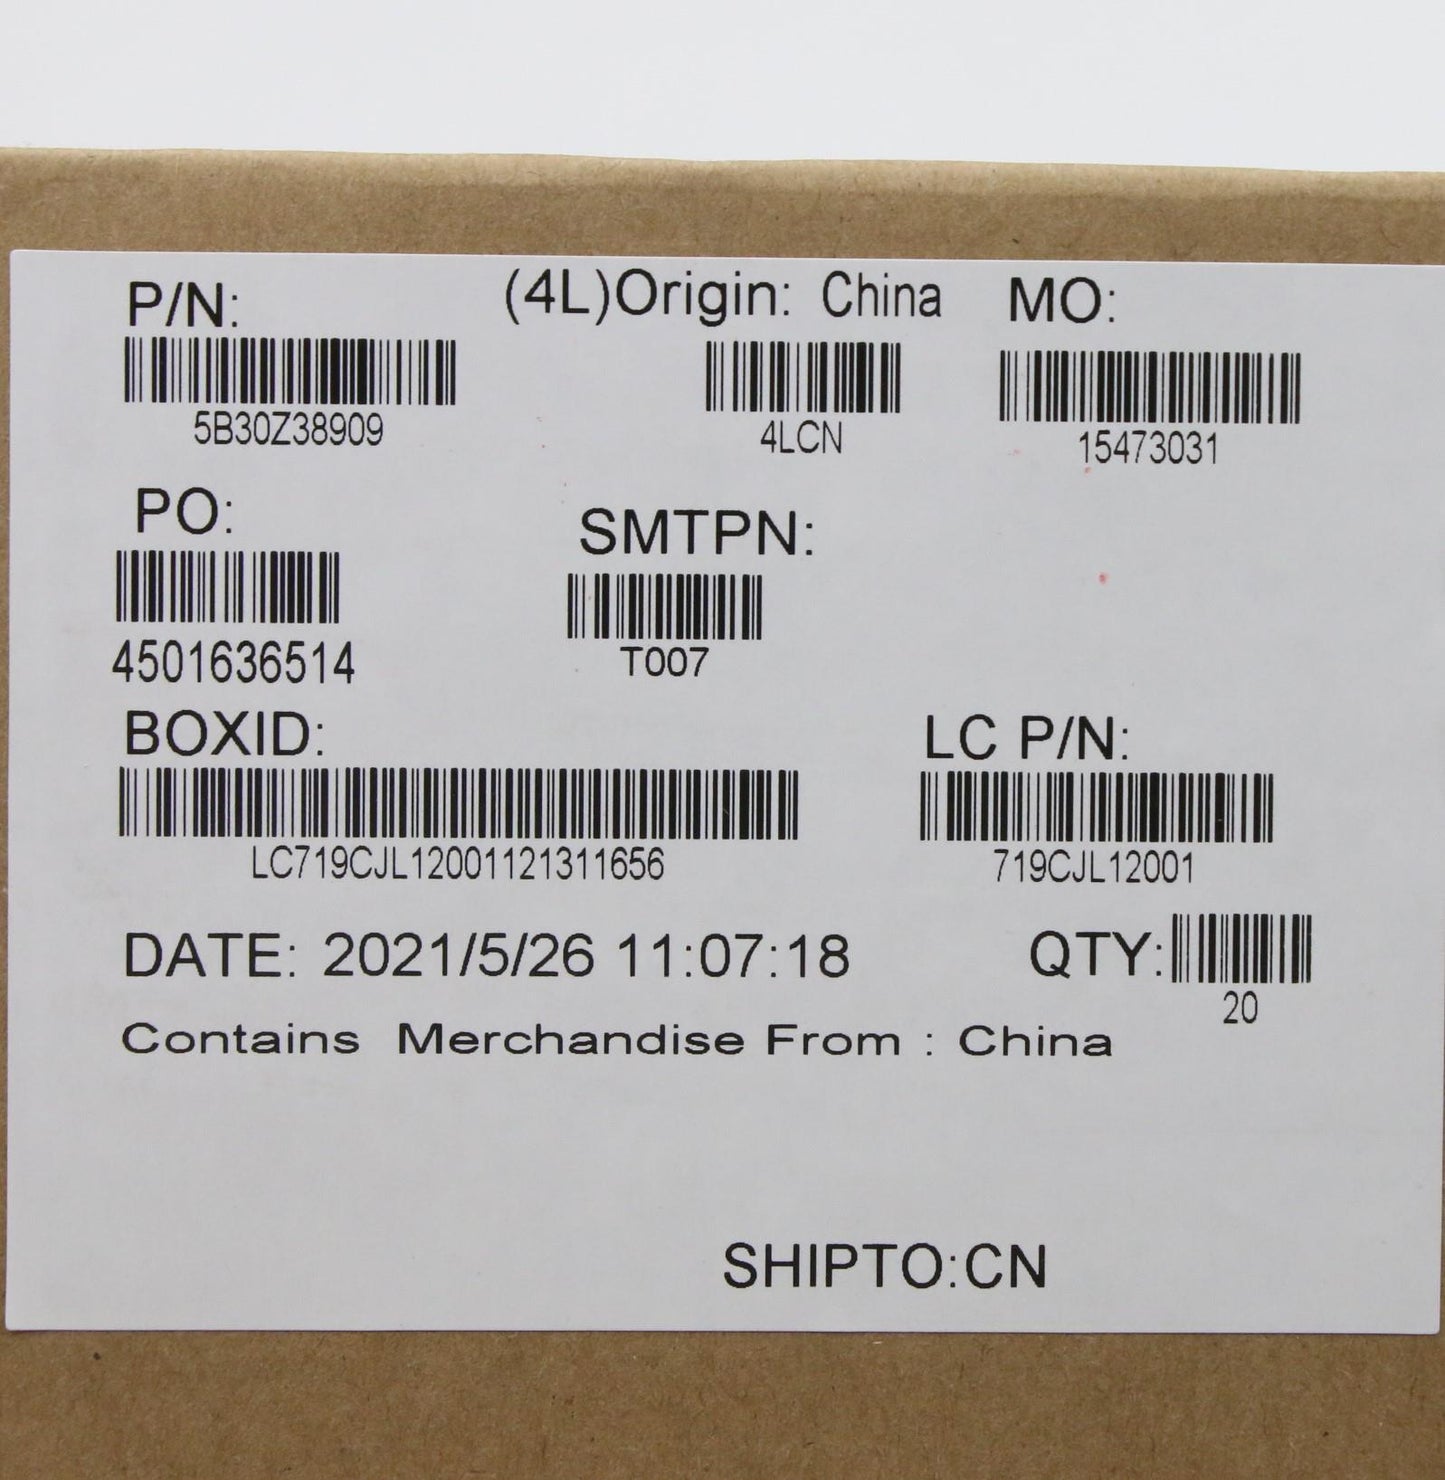 P/N: (4L)Origin: China MO:
5B30Z38909 4LCN 15473031
PO: SMTPN:
4501636514 T007
BOXID: LC P/N:
LC719CJL12001121311656 719CJL12001
DATE: 2021/5/26 11:07:18 QTY:
20
Contains Merchandise From : China
SHIPTO:CN